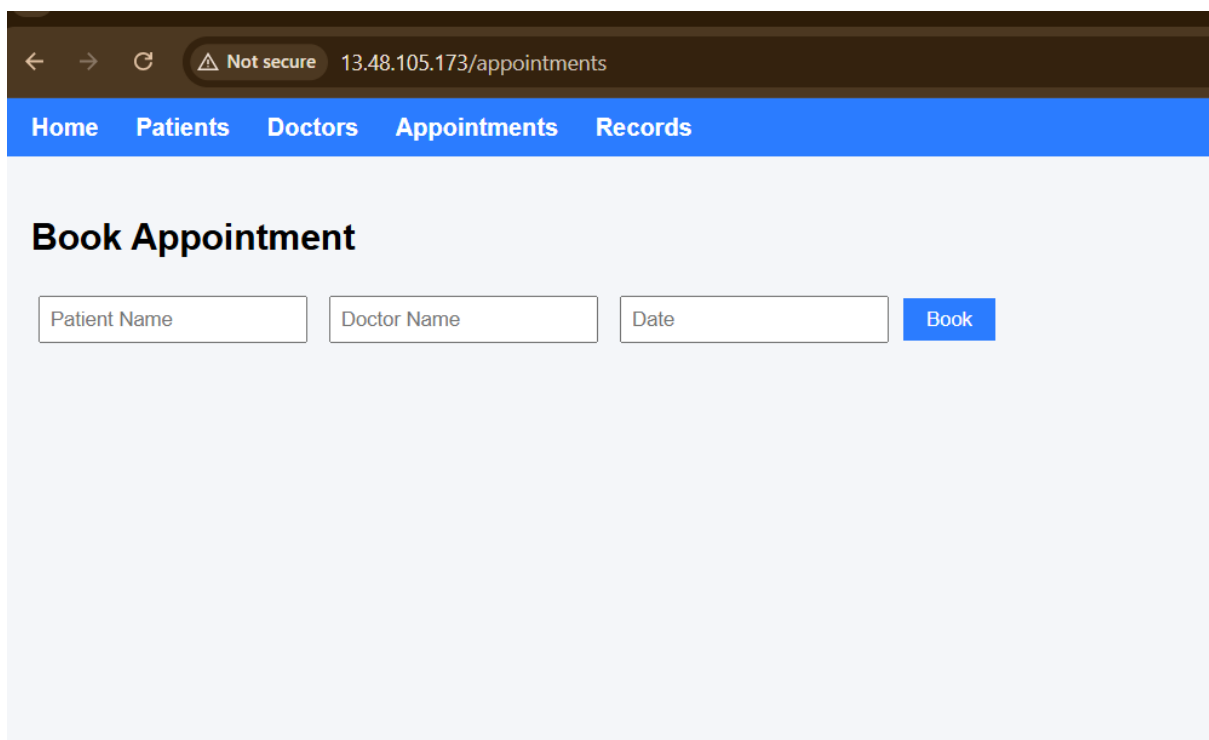 Not secure 13.48.105.173/appointments
Home Patients Doctors Appointments Records
Book Appointment
Patient Name Doctor Name Date Book